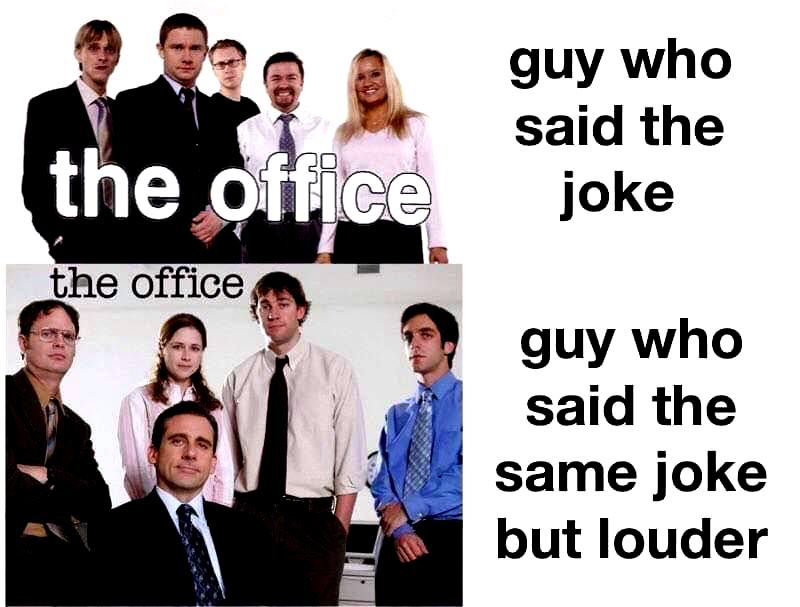 the office
guy who
said the
joke
the office
guy who
said the
same joke
but louder